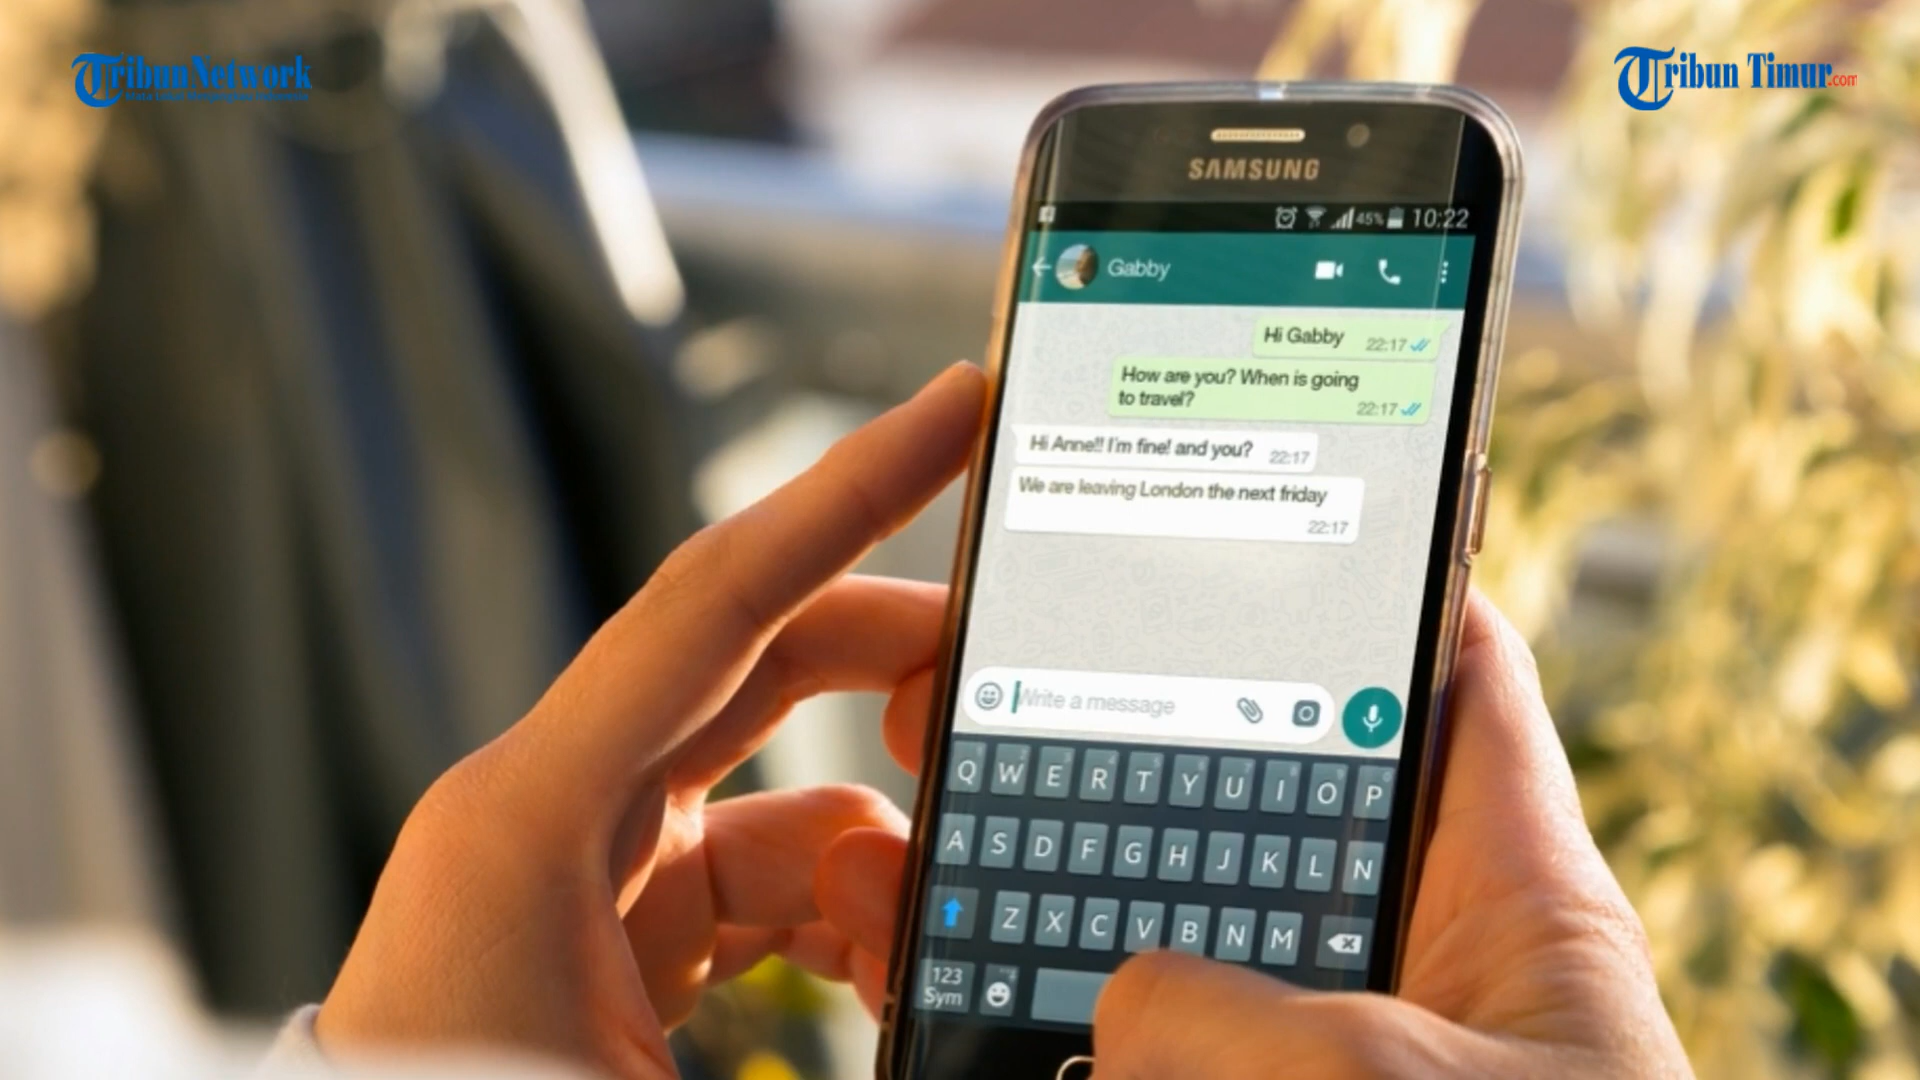 Tribun Network
Tribun Timur.com
SAMSUNG
45% 10:22
Gabby
Hi Gabby 22:17
How are you? When is going
to travel?
22:17
Hi Anne!! I'm fine! and you? 22:17
We are leaving London the next friday
22:17
Write a message
Q W E R T Y U I O P
A S D F G H J K L N
Z X C V B N M
123
Sym